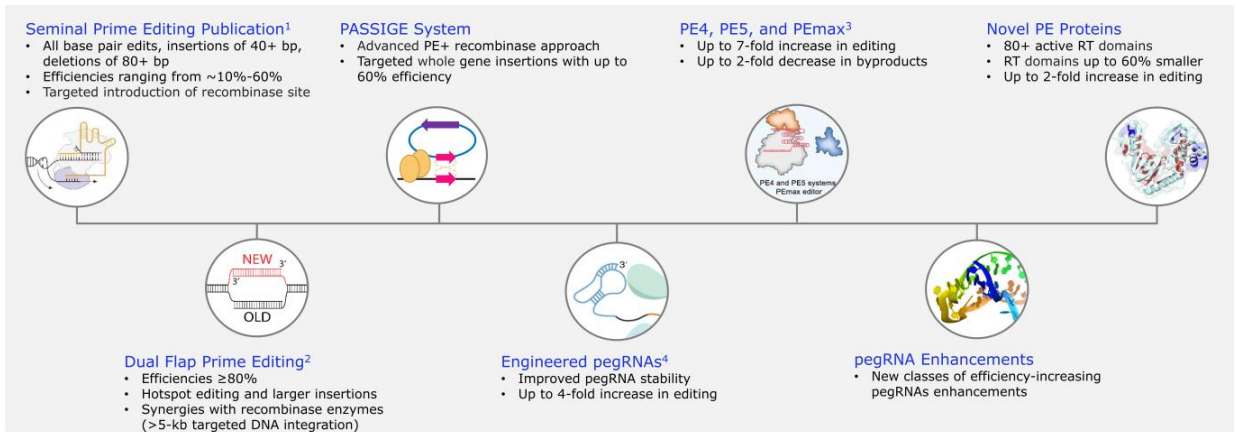 Seminal Prime Editing Publication¹
• All base pair edits, insertions of 40+ bp,
deletions of 80+ bp
• Efficiencies ranging from ~10%-60%
• Targeted introduction of recombinase site
PASSIGE System
• Advanced PE+ recombinase approach
• Targeted whole gene insertions with up to
60% efficiency
PE4, PE5, and PEmax³
• Up to 7-fold increase in editing
• Up to 2-fold decrease in byproducts
Novel PE Proteins
• 80+ active RT domains
• RT domains up to 60% smaller
• Up to 2-fold increase in editing
PE4 and PE5 systems
PEmax editor
NEW
3′
3′
OLD
3′
Dual Flap Prime Editing²
• Efficiencies ≥80%
• Hotspot editing and larger insertions
• Synergies with recombinase enzymes
(>5-kb targeted DNA integration)
Engineered pegRNAs⁴
• Improved pegRNA stability
• Up to 4-fold increase in editing
pegRNA Enhancements
• New classes of efficiency-increasing
pegRNAs enhancements